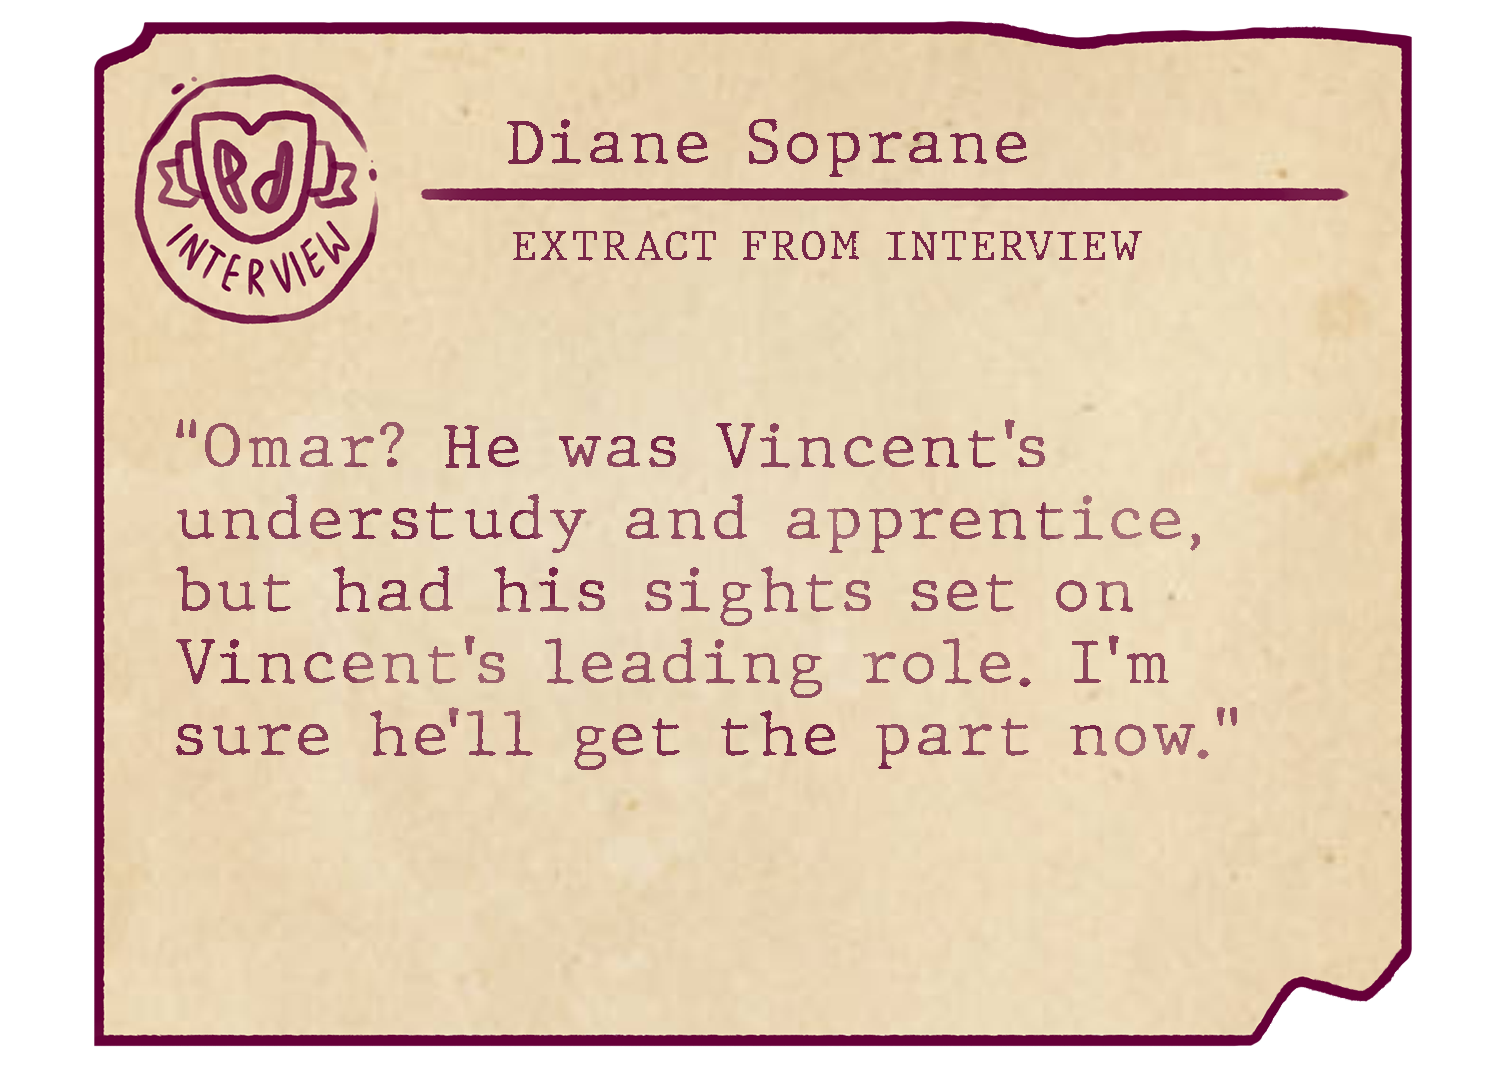 Pd
INTERVIEW
Diane Soprane
EXTRACT FROM INTERVIEW
"Omar? He was Vincent's
understudy and apprentice,
but had his sights set on
Vincent's leading role. I'm
sure he'll get the part now."